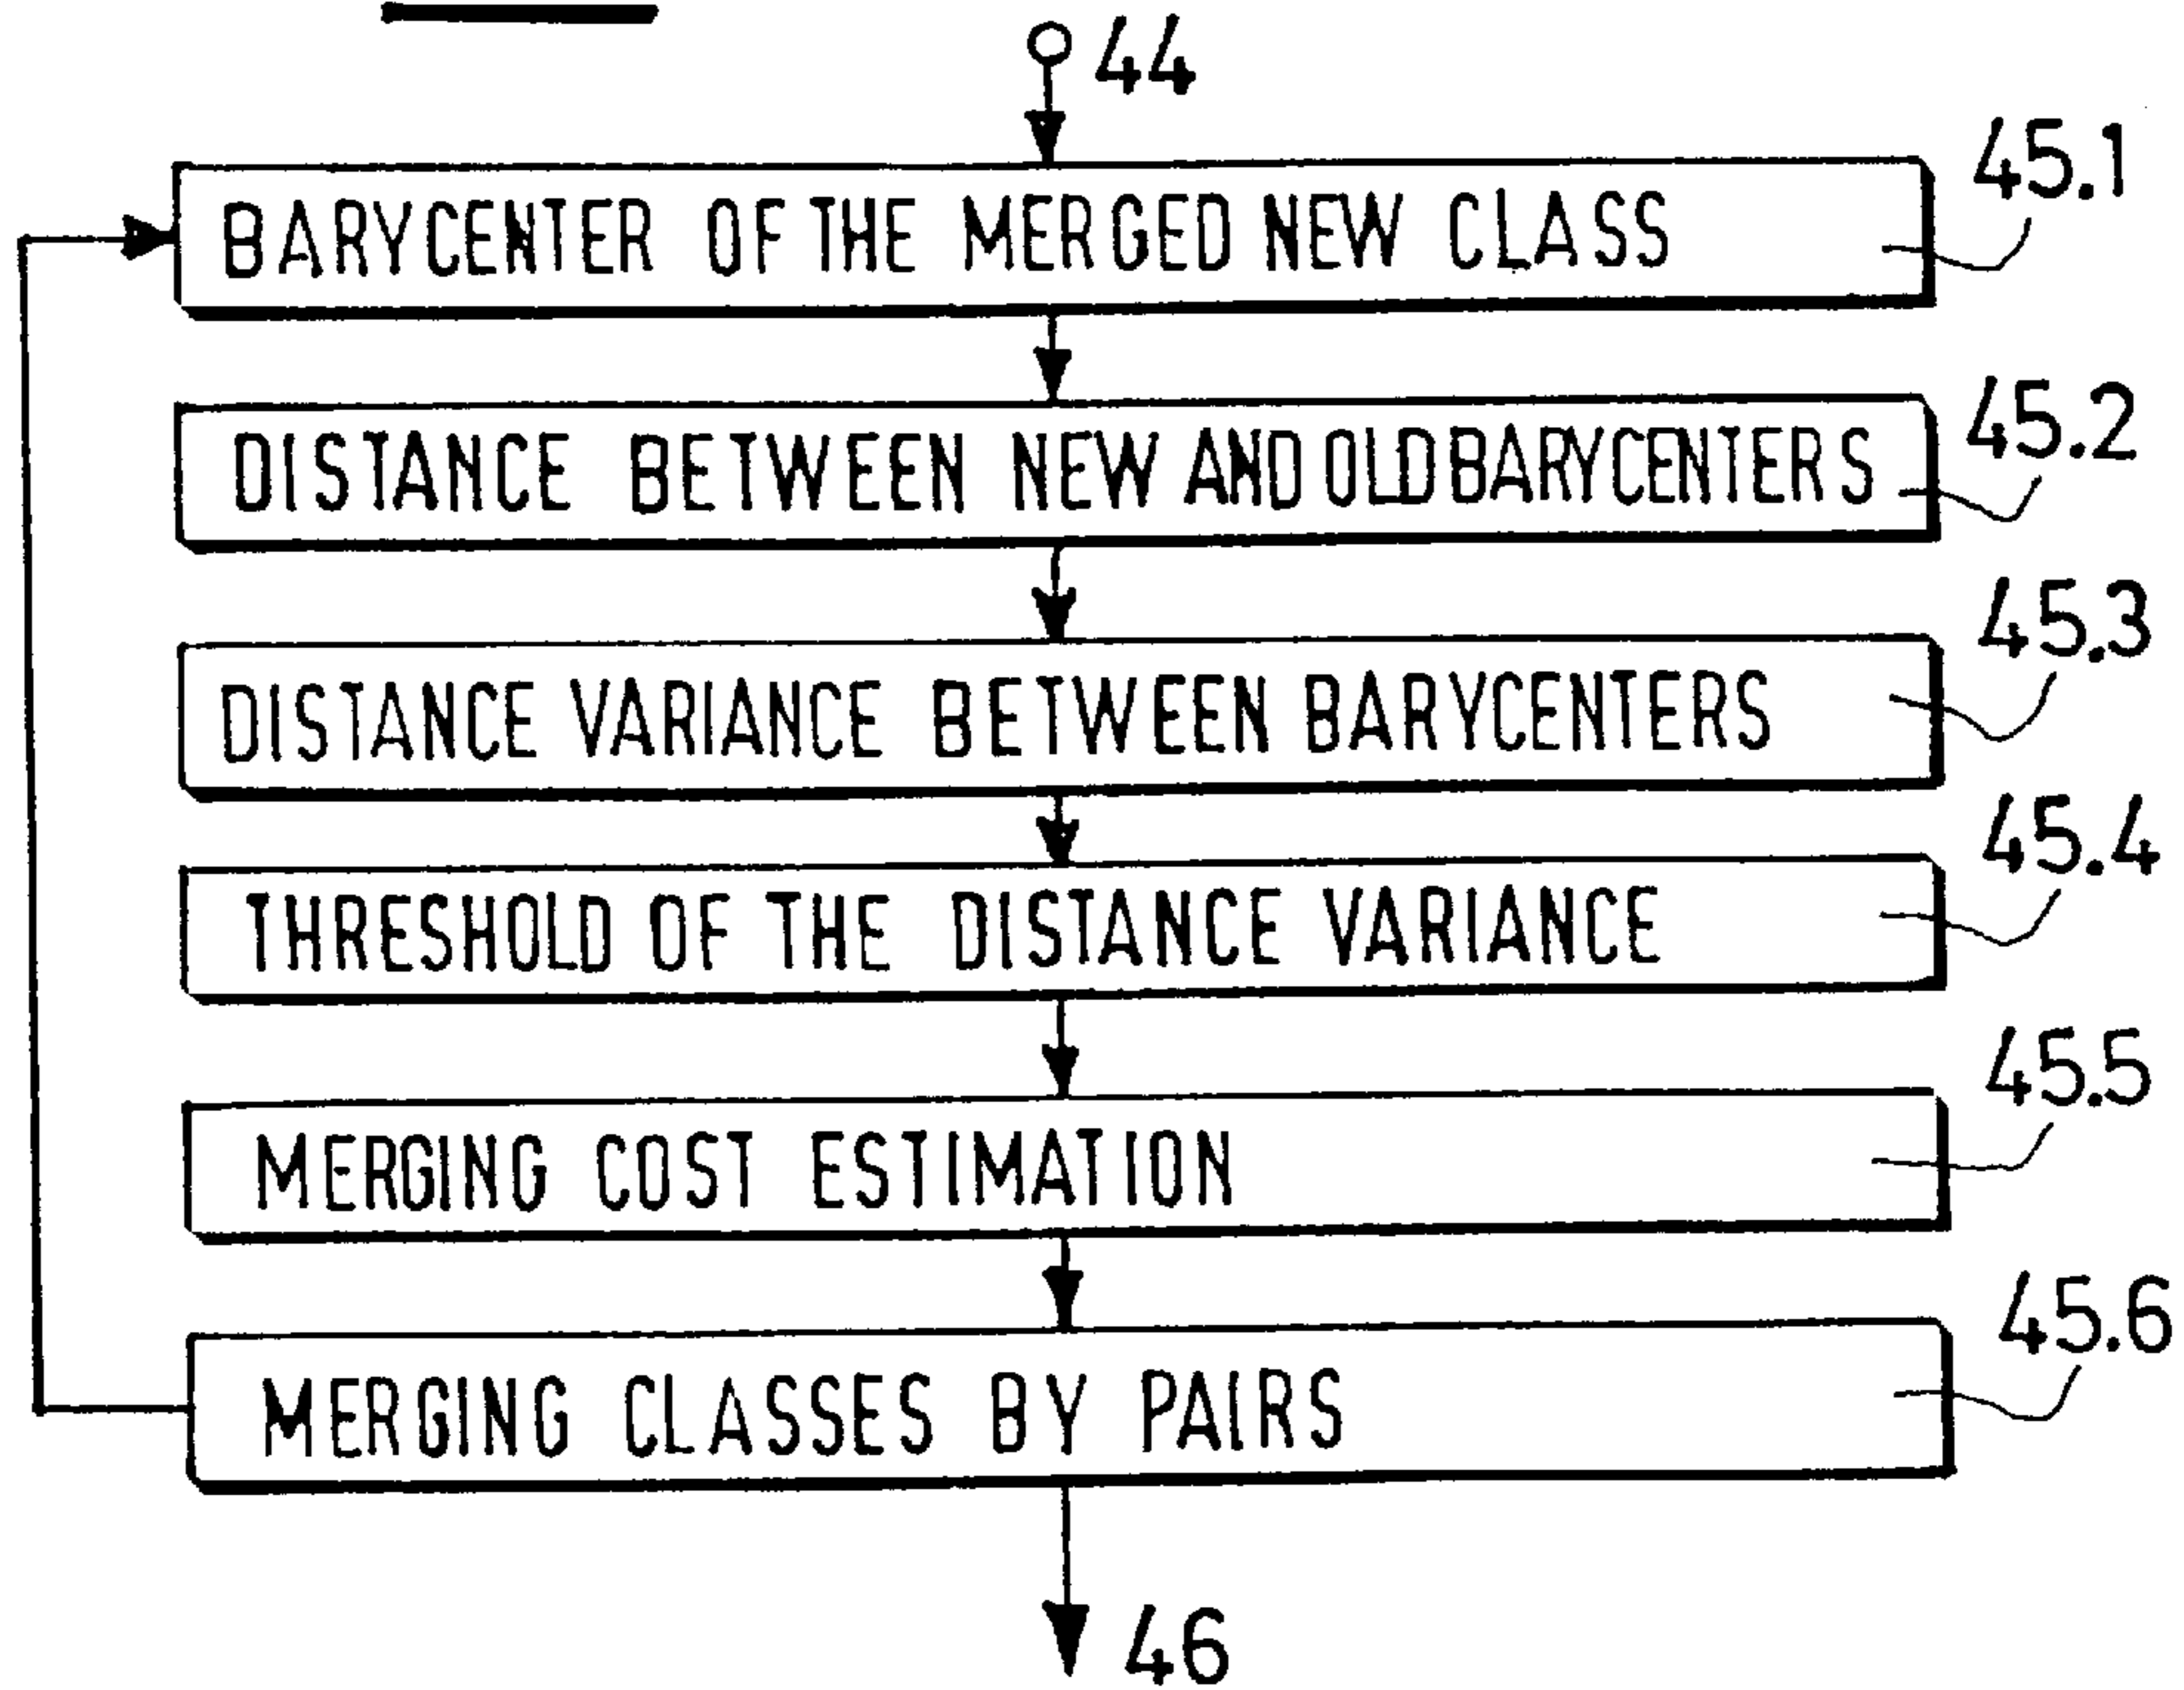 44
45.1
BARYCENTER OF THE MERGED NEW CLASS
45.2
DISTANCE BETWEEN NEW AND OLD BARYCENTERS
45.3
DISTANCE VARIANCE BETWEEN BARYCENTERS
45.4
THRESHOLD OF THE DISTANCE VARIANCE
45.5
MERGING COST ESTIMATION
45.6
MERGING CLASSES BY PAIRS
46